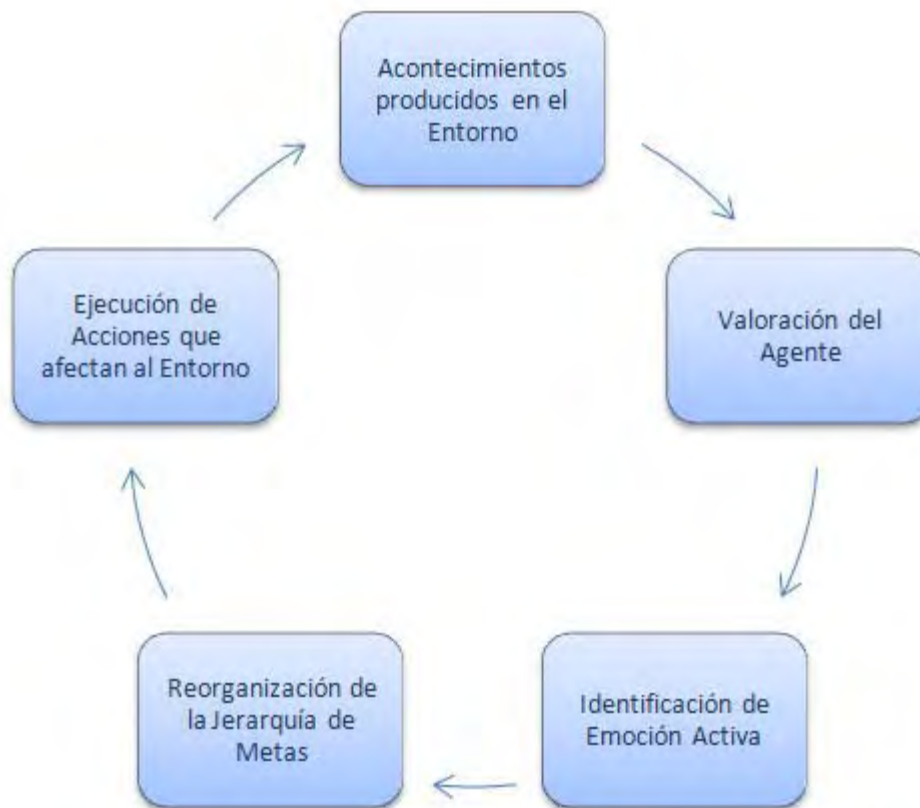 Acontecimientos
producidos en el
Entorno
Valoración del
Agente
Identificación de
Emoción Activa
Reorganización de
la Jerarquía de
Metas
Ejecución de
Acciones que
afectan al Entorno